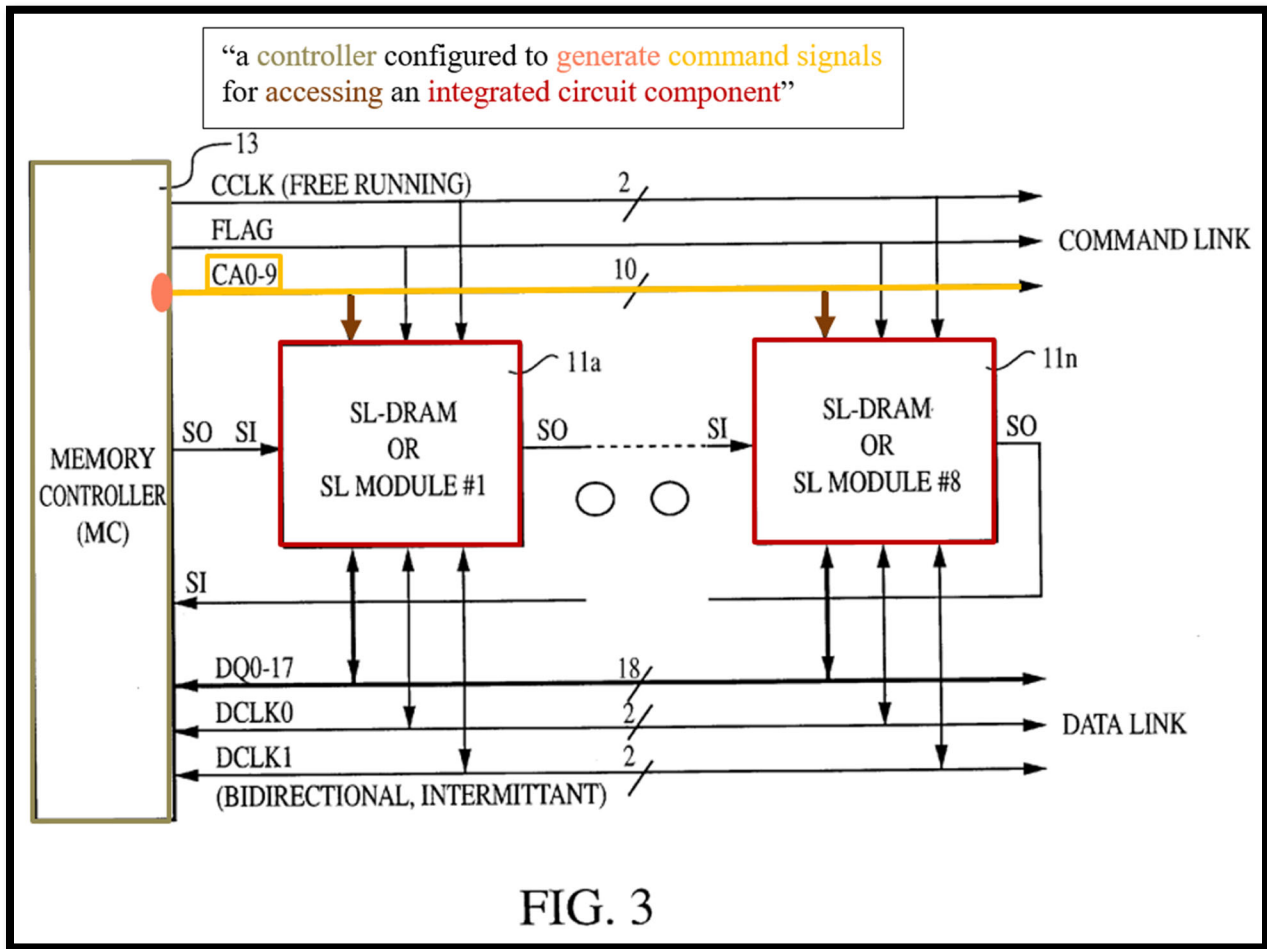 “a controller configured to generate command signals
for accessing an integrated circuit component”
13
CCLK (FREE RUNNING)
2
FLAG
COMMAND LINK
CA0-9
10
11a
11n
SL-DRAM
OR
SL MODULE #1
SL-DRAM
OR
SL MODULE #8
SO SI
SO
SI
SO
MEMORY
CONTROLLER
(MC)
SI
DQ0-17
18
DCLK0
2
DATA LINK
DCLK1
2
(BIDIRECTIONAL, INTERMITTANT)
FIG. 3